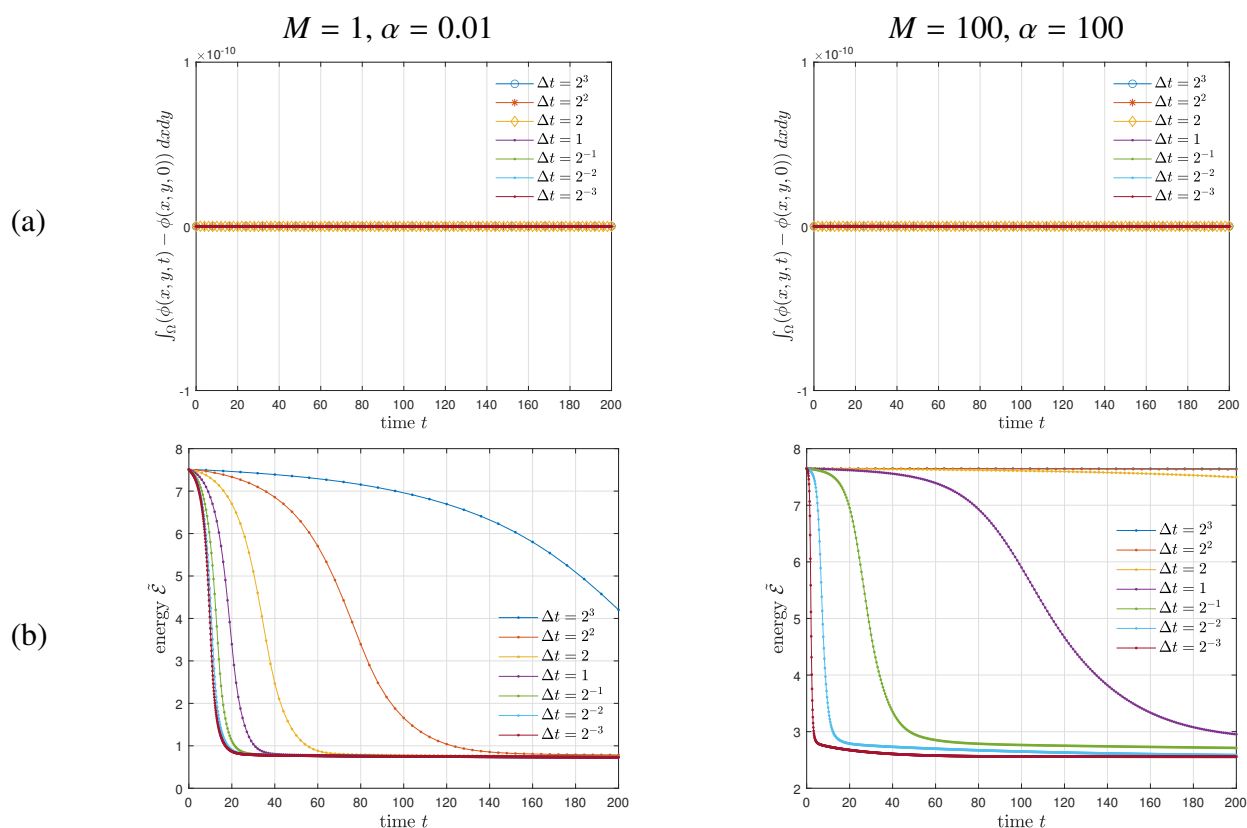 M = 1, α = 0.01
M = 100, α = 100
(a)
×10⁻¹⁰
1
0
-1
∫_Ω(φ(x, y, t) − φ(x, y, 0)) dxdy
Δt = 2³
Δt = 2²
Δt = 2
Δt = 1
Δt = 2⁻¹
Δt = 2⁻²
Δt = 2⁻³
0 20 40 60 80 100 120 140 160 180 200
time t
×10⁻¹⁰
1
0
-1
∫_Ω(φ(x, y, t) − φ(x, y, 0)) dxdy
Δt = 2³
Δt = 2²
Δt = 2
Δt = 1
Δt = 2⁻¹
Δt = 2⁻²
Δt = 2⁻³
0 20 40 60 80 100 120 140 160 180 200
time t
(b)
8
7
6
5
4
3
2
1
0
energy ℰ̃
Δt = 2³
Δt = 2²
Δt = 2
Δt = 1
Δt = 2⁻¹
Δt = 2⁻²
Δt = 2⁻³
0 20 40 60 80 100 120 140 160 180 200
time t
8
7
6
5
4
3
2
energy ℰ̃
Δt = 2³
Δt = 2²
Δt = 2
Δt = 1
Δt = 2⁻¹
Δt = 2⁻²
Δt = 2⁻³
0 20 40 60 80 100 120 140 160 180 200
time t